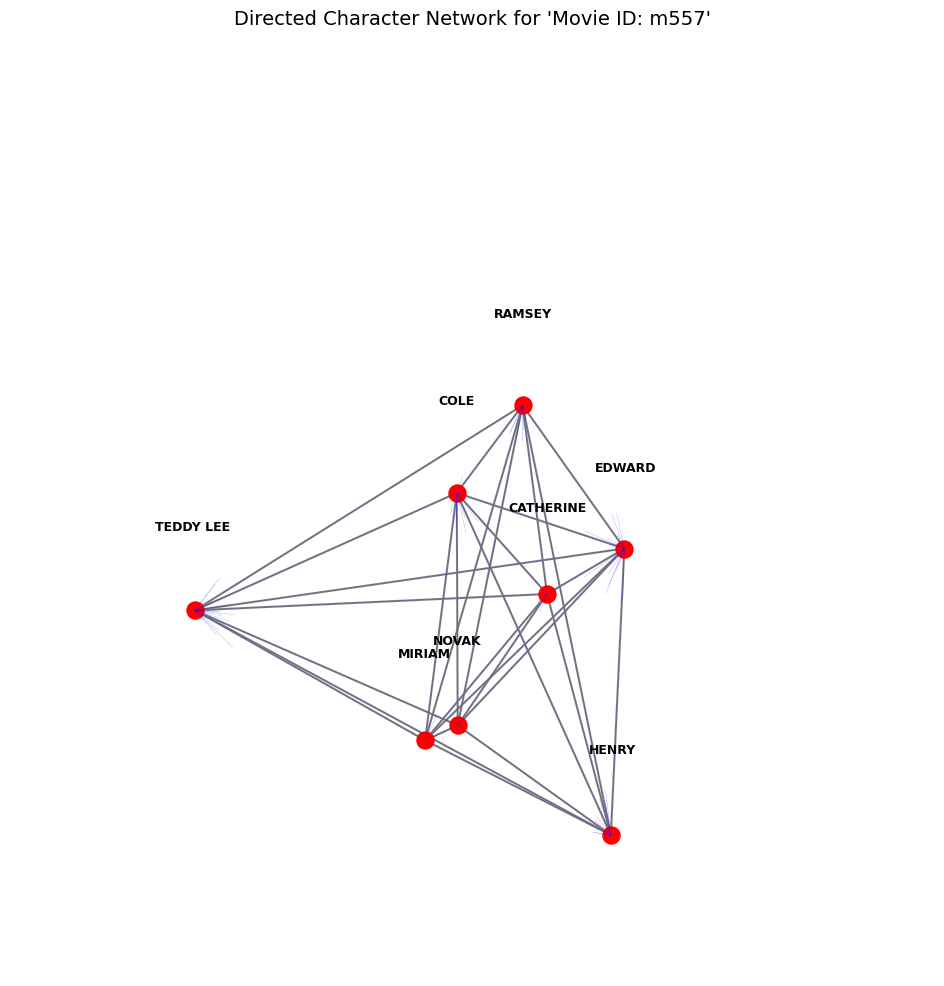 Directed Character Network for 'Movie ID: m557'
RAMSEY
COLE
EDWARD
CATHERINE
TEDDY LEE
NOVAK
MIRIAM
HENRY